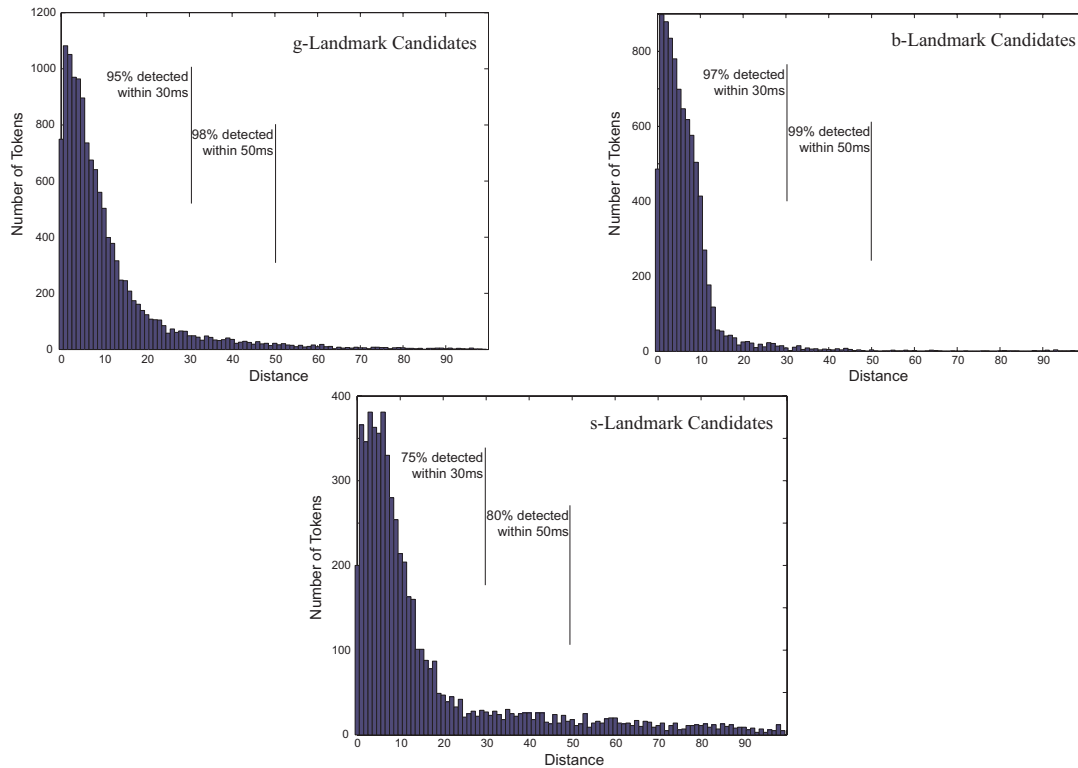 g-Landmark Candidates
1200
1000
800
600
400
200
0
Number of Tokens
95% detected
within 30ms
98% detected
within 50ms
0 10 20 30 40 50 60 70 80 90
Distance
b-Landmark Candidates
800
600
400
200
0
Number of Tokens
97% detected
within 30ms
99% detected
within 50ms
0 10 20 30 40 50 60 70 80 90
Distance
s-Landmark Candidates
400
300
200
100
0
Number of Tokens
75% detected
within 30ms
80% detected
within 50ms
0 10 20 30 40 50 60 70 80 90
Distance